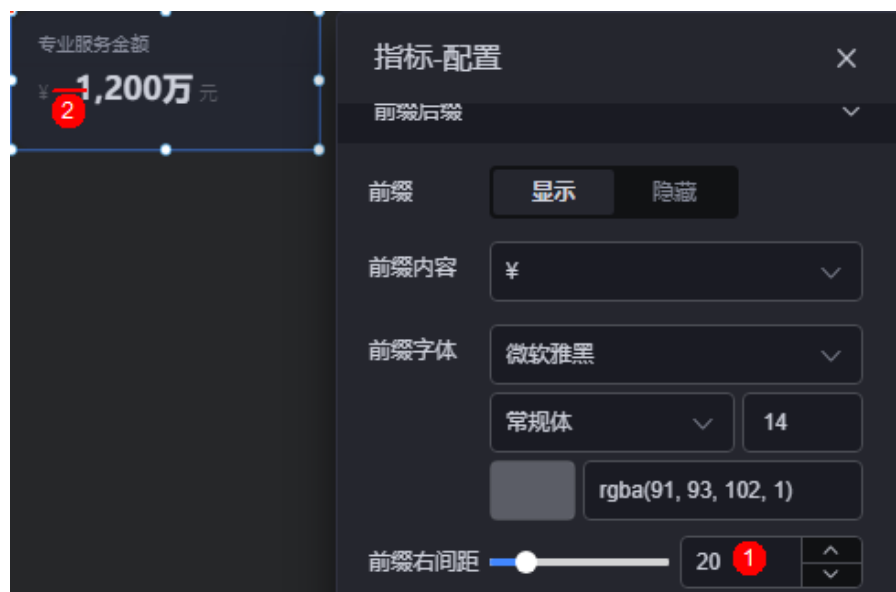 专业服务金额
¥ 1,200万 元
2
指标-配置
前缀后缀
前缀 显示 隐藏
前缀内容 ¥
前缀字体 微软雅黑
常规体 14
rgba(91, 93, 102, 1)
前缀右间距 20 1